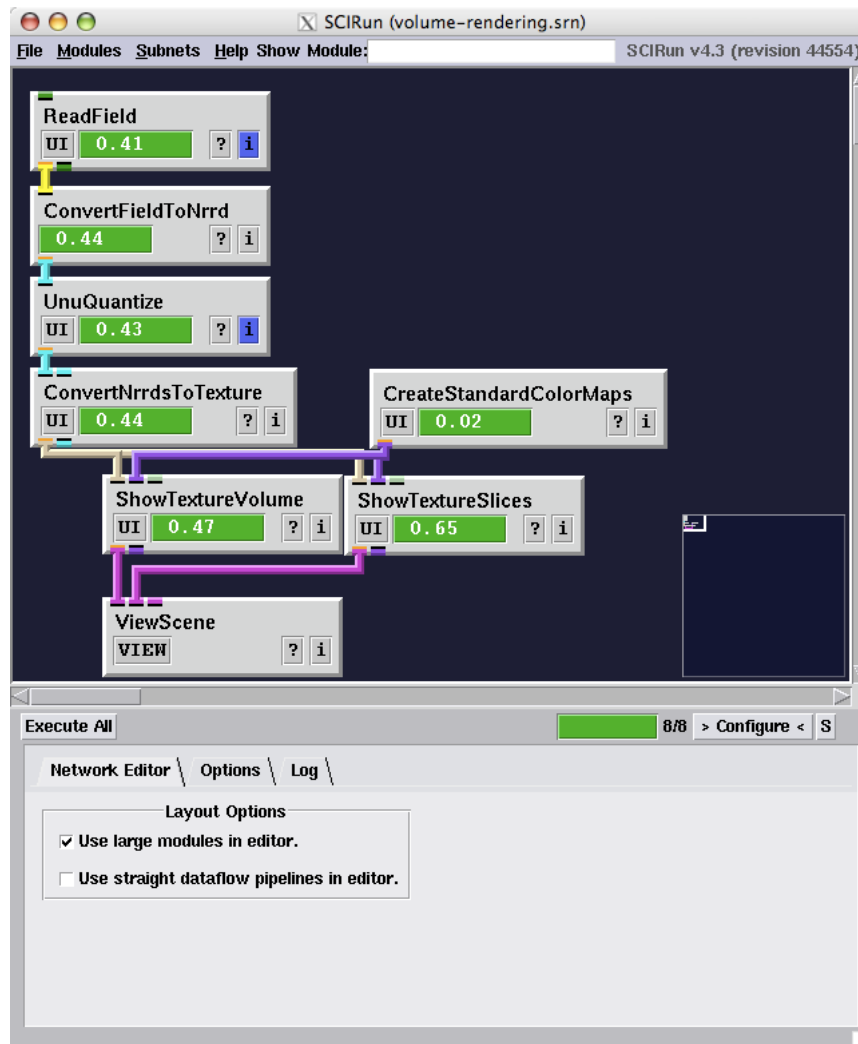 SCIRun (volume-rendering.srn)
File Modules Subnets Help Show Module: SCIRun v4.3 (revision 44554)
ReadField
UI 0.41 ? i
ConvertFieldToNrrd
0.44 ? i
UnuQuantize
UI 0.43 ? i
ConvertNrrdsToTexture
UI 0.44 ? i
CreateStandardColorMaps
UI 0.02 ? i
ShowTextureVolume
UI 0.47 ? i
ShowTextureSlices
UI 0.65 ? i
ViewScene
VIEW ? i
Execute All 8/8 > Configure < S
Network Editor \ Options \ Log \
Layout Options
Use large modules in editor.
Use straight dataflow pipelines in editor.